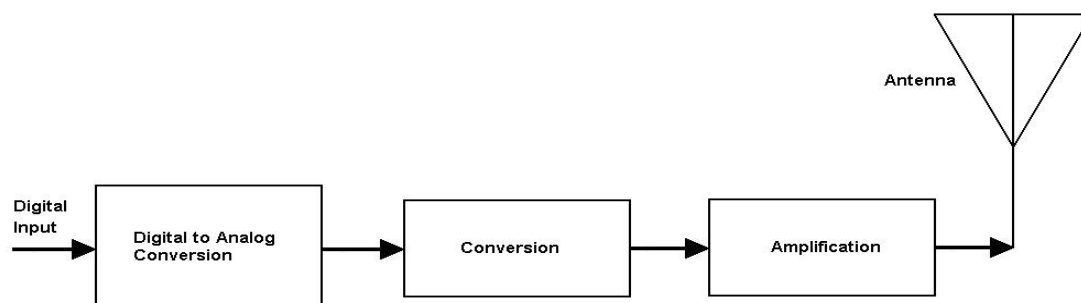 Antenna
Digital
Input
Digital to Analog
Conversion
Conversion
Amplification